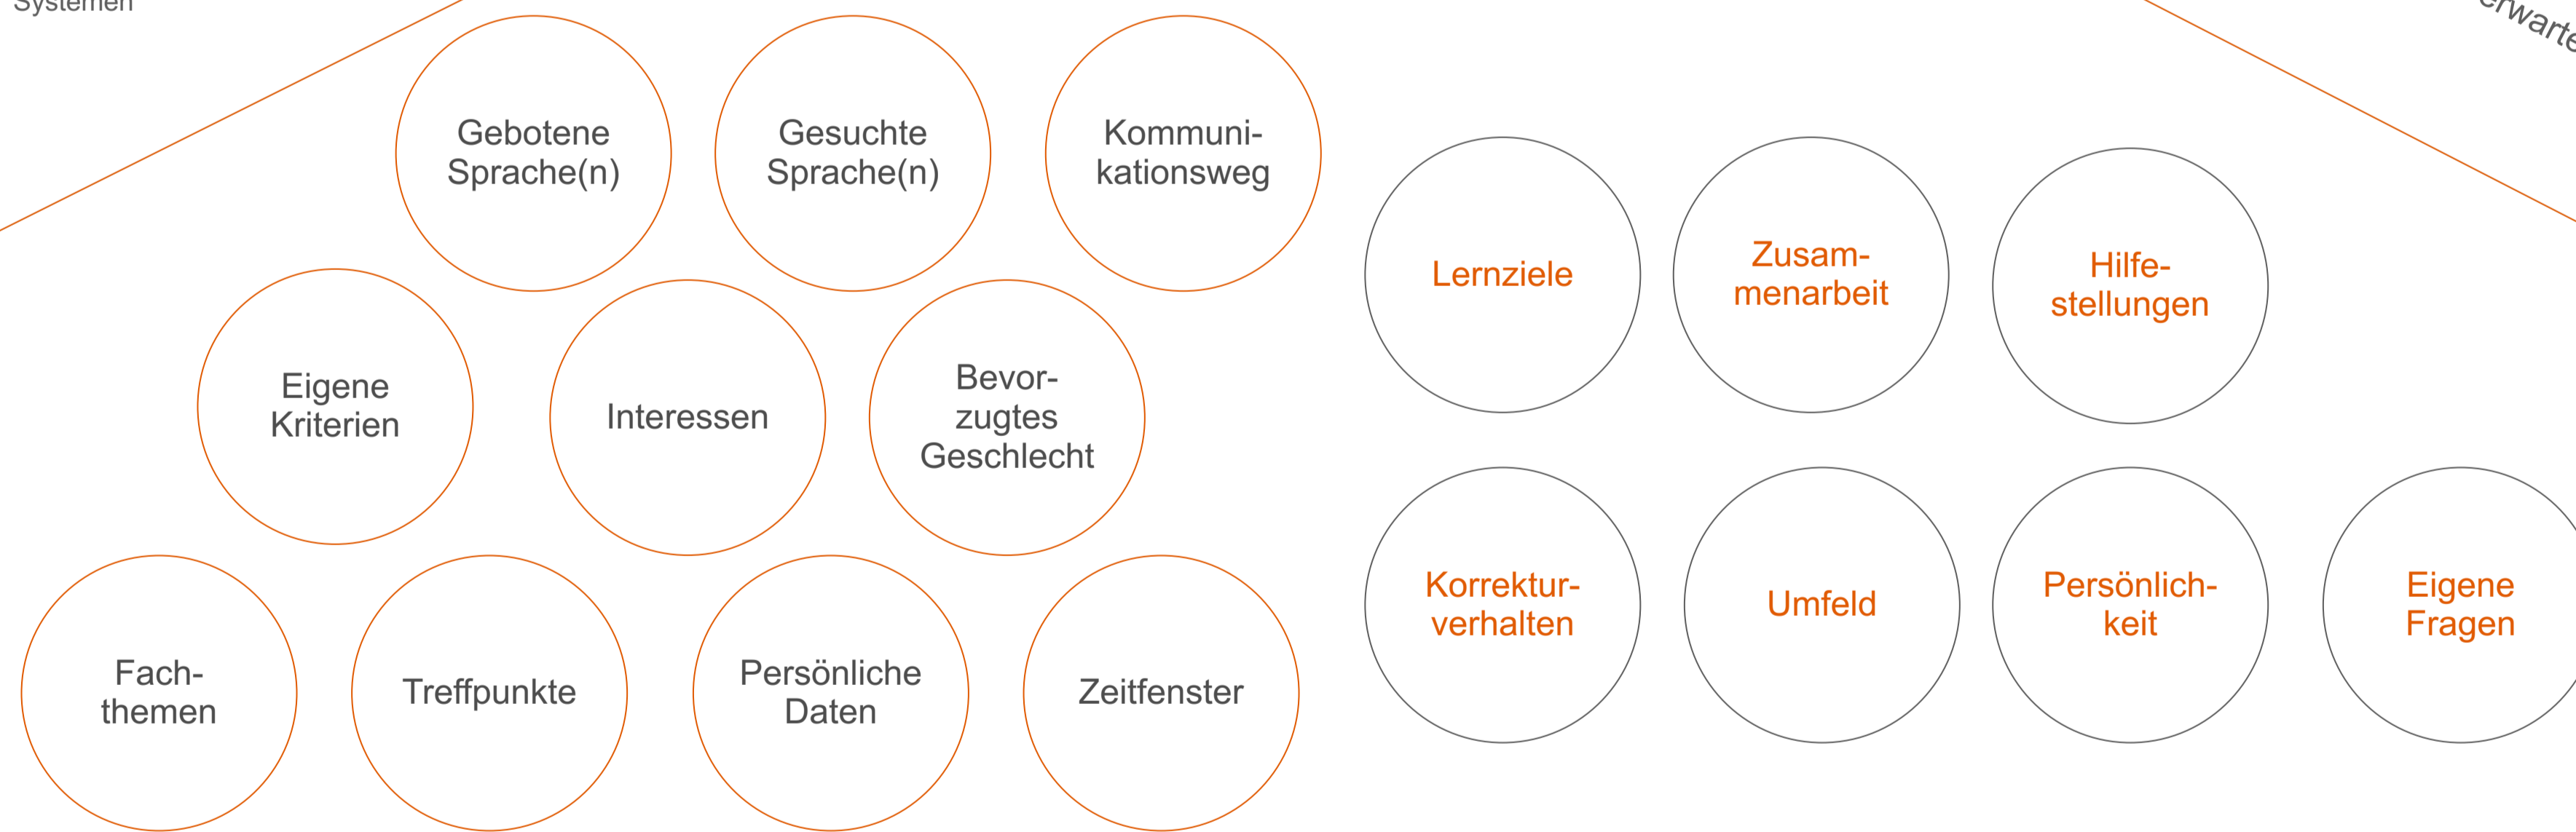 Systemen
Gebotene
Sprache(n)
Gesuchte
Sprache(n)
Kommuni-
kationsweg
Lernziele
Zusam-
menarbeit
Hilfe-
stellungen
Eigene
Kriterien
Interessen
Bevor-
zugtes
Geschlecht
Korrektur-
verhalten
Umfeld
Persönlich-
keit
Eigene
Fragen
Fach-
themen
Treffpunkte
Persönliche
Daten
Zeitfenster